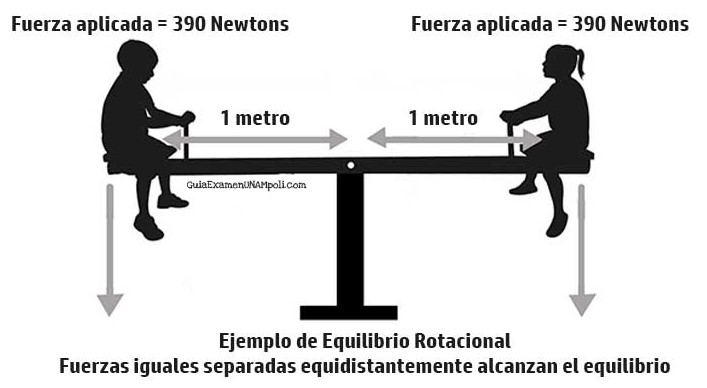 Fuerza aplicada = 390 Newtons
Fuerza aplicada = 390 Newtons
1 metro
1 metro
GuiaExamenUNAMpoli.com
Ejemplo de Equilibrio Rotacional
Fuerzas iguales separadas equidistantemente alcanzan el equilibrio